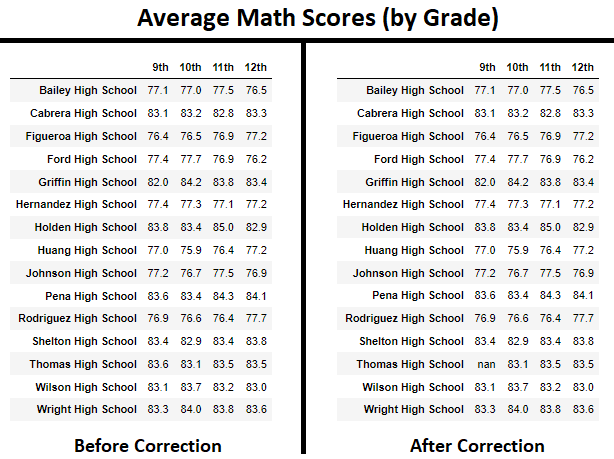 Average Math Scores (by Grade)
9th 10th 11th 12th
Bailey High School 77.1 77.0 77.5 76.5
Cabrera High School 83.1 83.2 82.8 83.3
Figueroa High School 76.4 76.5 76.9 77.2
Ford High School 77.4 77.7 76.9 76.2
Griffin High School 82.0 84.2 83.8 83.4
Hernandez High School 77.4 77.3 77.1 77.2
Holden High School 83.8 83.4 85.0 82.9
Huang High School 77.0 75.9 76.4 77.2
Johnson High School 77.2 76.7 77.5 76.9
Pena High School 83.6 83.4 84.3 84.1
Rodriguez High School 76.9 76.6 76.4 77.7
Shelton High School 83.4 82.9 83.4 83.8
Thomas High School 83.6 83.1 83.5 83.5
Wilson High School 83.1 83.7 83.2 83.0
Wright High School 83.3 84.0 83.8 83.6
Before Correction
9th 10th 11th 12th
Bailey High School 77.1 77.0 77.5 76.5
Cabrera High School 83.1 83.2 82.8 83.3
Figueroa High School 76.4 76.5 76.9 77.2
Ford High School 77.4 77.7 76.9 76.2
Griffin High School 82.0 84.2 83.8 83.4
Hernandez High School 77.4 77.3 77.1 77.2
Holden High School 83.8 83.4 85.0 82.9
Huang High School 77.0 75.9 76.4 77.2
Johnson High School 77.2 76.7 77.5 76.9
Pena High School 83.6 83.4 84.3 84.1
Rodriguez High School 76.9 76.6 76.4 77.7
Shelton High School 83.4 82.9 83.4 83.8
Thomas High School nan 83.1 83.5 83.5
Wilson High School 83.1 83.7 83.2 83.0
Wright High School 83.3 84.0 83.8 83.6
After Correction